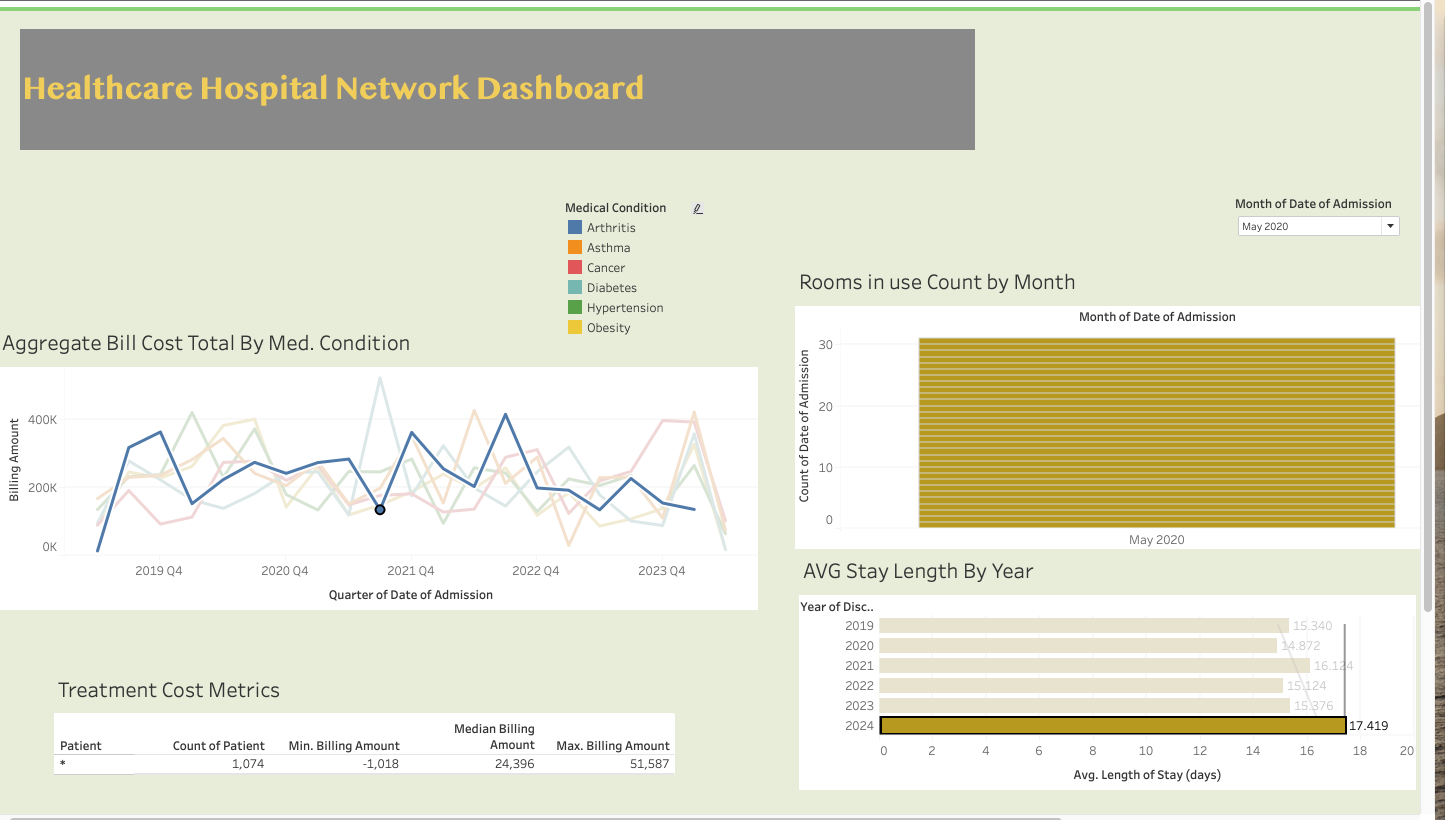 Healthcare Hospital Network Dashboard
Medical Condition
Arthritis
Asthma
Cancer
Diabetes
Hypertension
Obesity
Month of Date of Admission
May 2020
Aggregate Bill Cost Total By Med. Condition
Billing Amount
400K
200K
0K
2019 Q4 2020 Q4 2021 Q4 2022 Q4 2023 Q4
Quarter of Date of Admission
Rooms in use Count by Month
Month of Date of Admission
Count of Date of Admission
30
20
10
0
May 2020
AVG Stay Length By Year
Year of Disc..
2019 15.340
2020 14.872
2021 16.124
2022 15.124
2023 15.376
2024 17.419
0 2 4 6 8 10 12 14 16 18 20
Avg. Length of Stay (days)
Treatment Cost Metrics
Median Billing
Patient Count of Patient Min. Billing Amount Amount Max. Billing Amount
* 1,074 -1,018 24,396 51,587